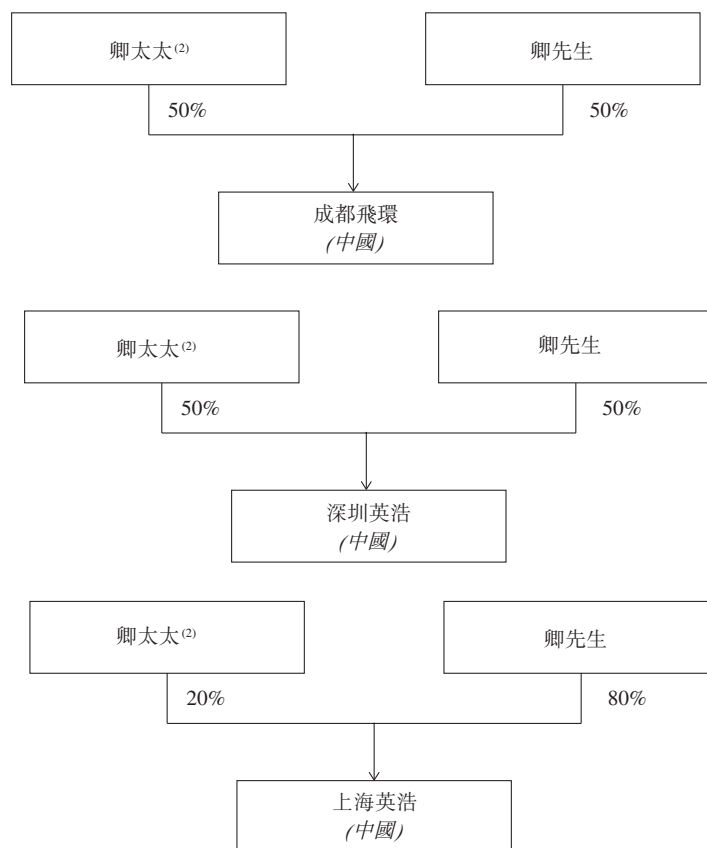 卿太太(2)
卿先生
50%
50%
成都飛環
(中國)
卿太太(2)
卿先生
50%
50%
深圳英浩
(中國)
卿太太(2)
卿先生
20%
80%
上海英浩
(中國)